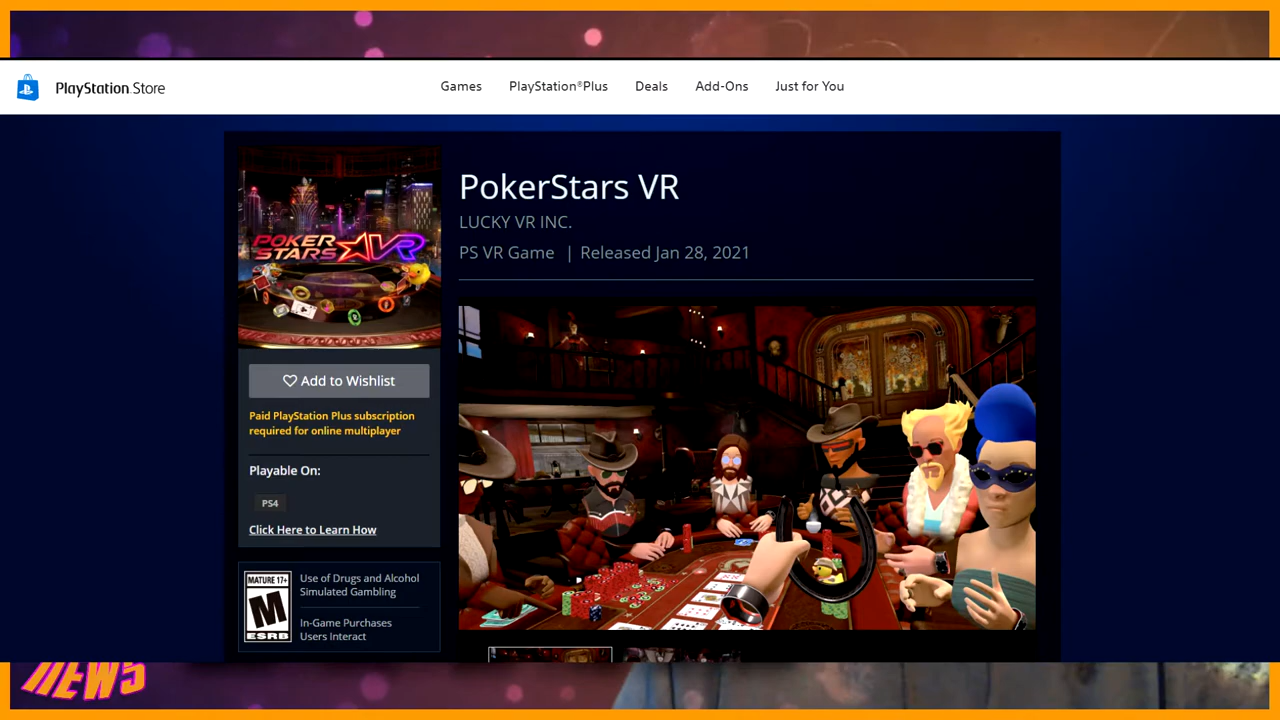 PlayStation Store
Games
PlayStation®Plus
Deals
Add-Ons
Just for You
POKER
STARS VR
PokerStars VR
LUCKY VR INC.
PS VR Game | Released Jan 28, 2021
Add to Wishlist
Paid PlayStation Plus subscription
required for online multiplayer
Playable On:
PS4
Click Here to Learn How
MATURE 17+
M
ESRB
Use of Drugs and Alcohol
Simulated Gambling
In-Game Purchases
Users Interact
NEWS